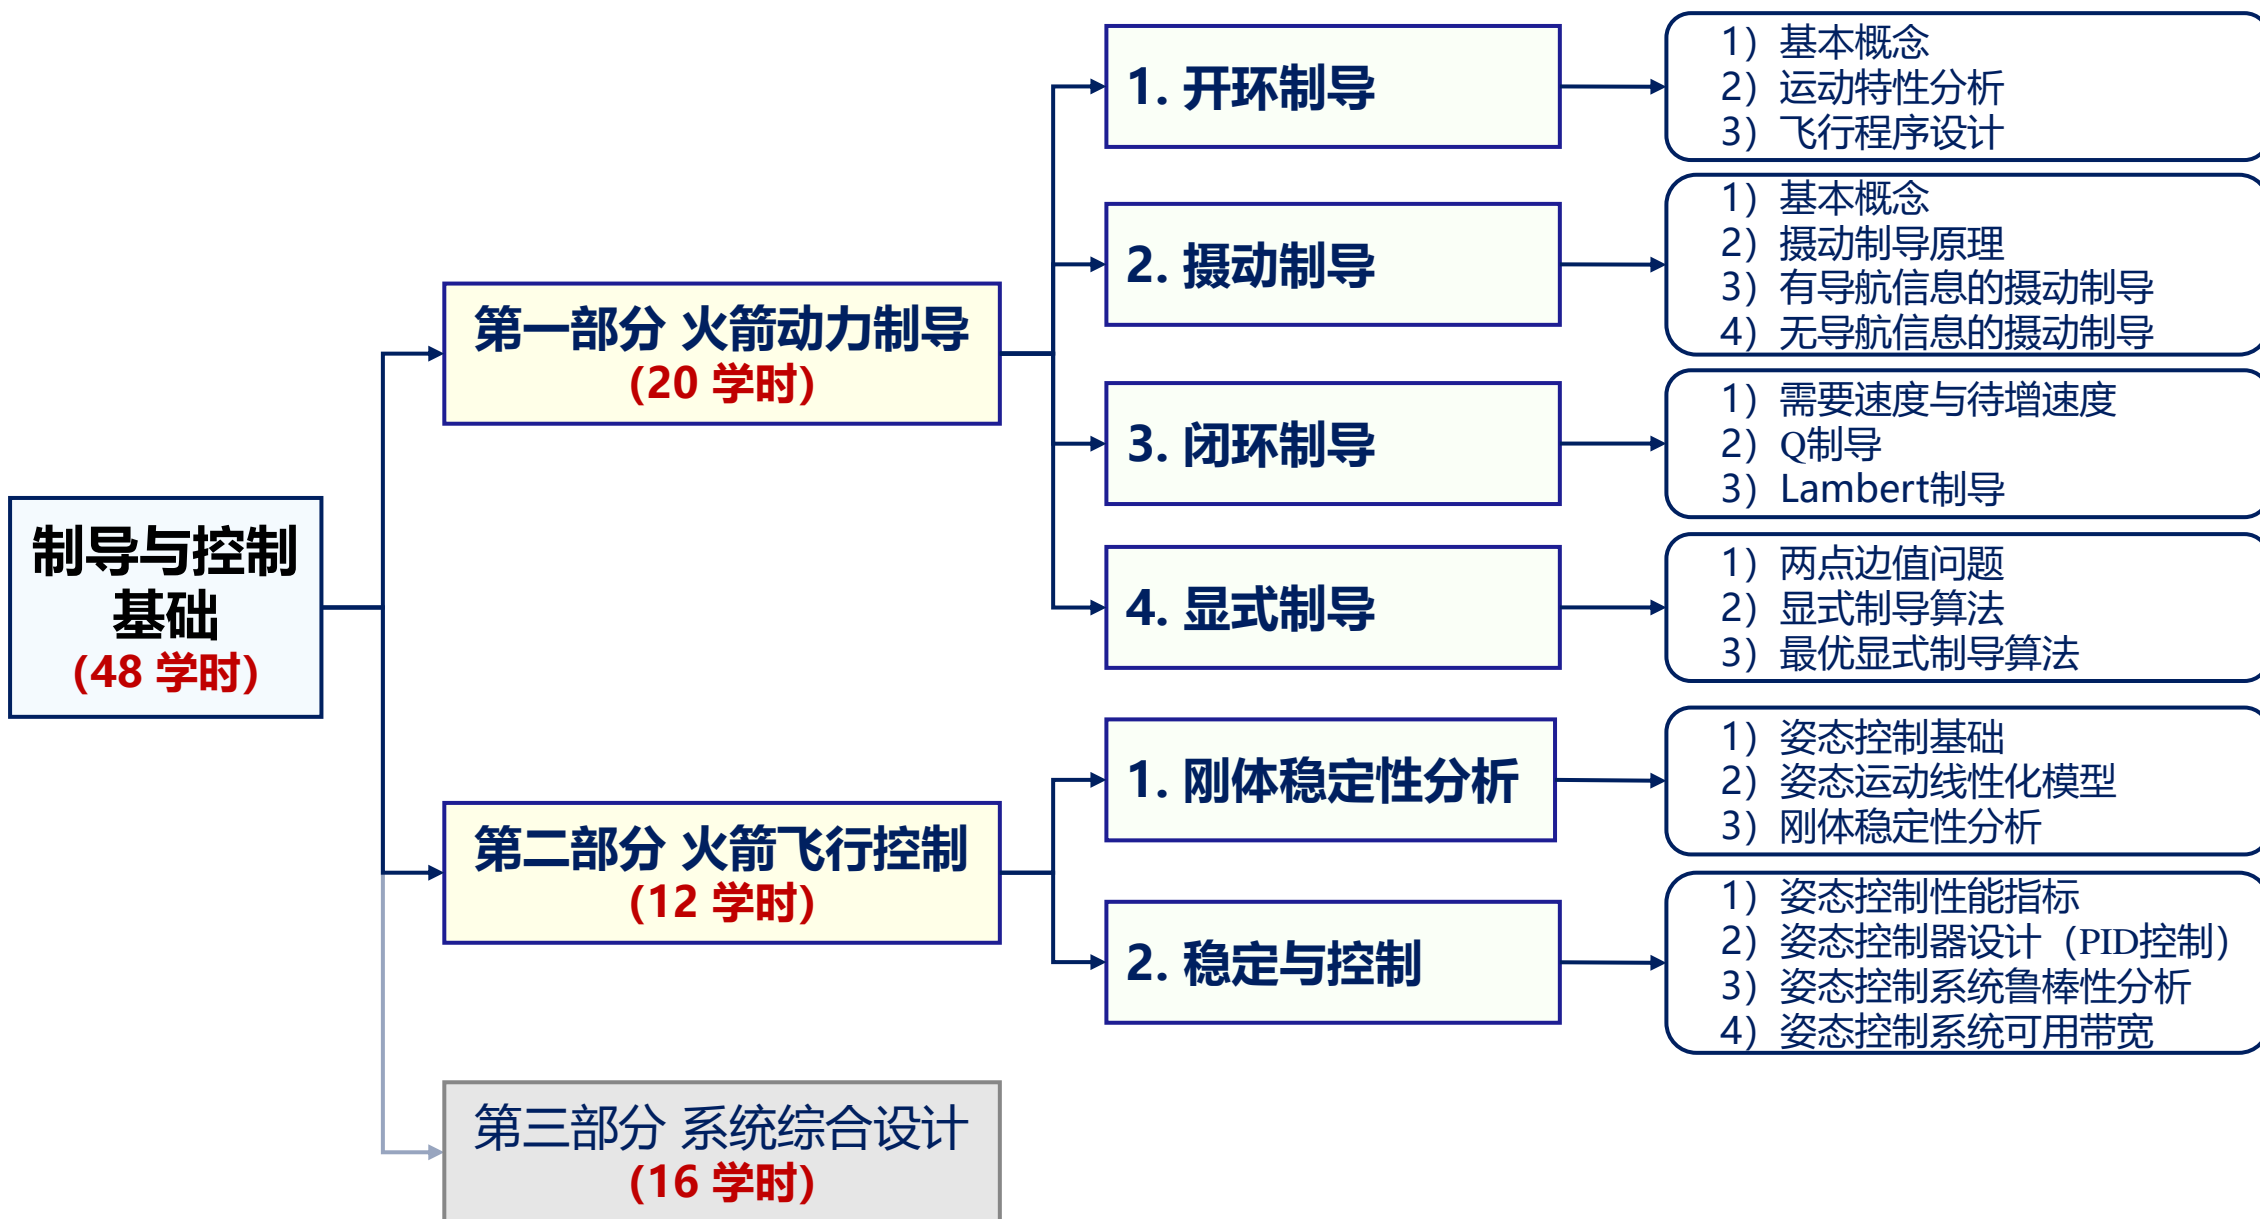 制导与控制
基础
(48 学时)
第一部分 火箭动力制导
(20 学时)
1. 开环制导
1）基本概念
2）运动特性分析
3）飞行程序设计
2. 摄动制导
1）基本概念
2）摄动制导原理
3）有导航信息的摄动制导
4）无导航信息的摄动制导
3. 闭环制导
1）需要速度与待增速度
2）Q制导
3）Lambert制导
4. 显式制导
1）两点边值问题
2）显式制导算法
3）最优显式制导算法
第二部分 火箭飞行控制
(12 学时)
1. 刚体稳定性分析
1）姿态控制基础
2）姿态运动线性化模型
3）刚体稳定性分析
2. 稳定与控制
1）姿态控制性能指标
2）姿态控制器设计（PID控制）
3）姿态控制系统鲁棒性分析
4）姿态控制系统可用带宽
第三部分 系统综合设计
(16 学时)